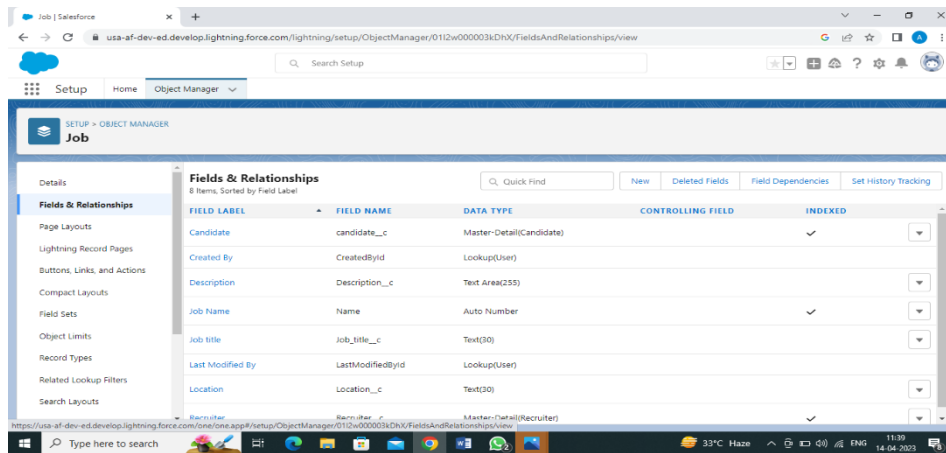 Job | Salesforce
usa-af-dev-ed.develop.lightning.force.com/lightning/setup/ObjectManager/01I2w000003kDhX/FieldsAndRelationships/view
A
Search Setup
Setup
Home
Object Manager
SETUP > OBJECT MANAGER
Job
Details
Fields & Relationships
Page Layouts
Lightning Record Pages
Buttons, Links, and Actions
Compact Layouts
Field Sets
Object Limits
Record Types
Related Lookup Filters
Search Layouts
Fields & Relationships
8 Items, Sorted by Field Label
Quick Find
New
Deleted Fields
Field Dependencies
Set History Tracking
FIELD LABEL FIELD NAME DATA TYPE CONTROLLING FIELD INDEXED
Candidate candidate__c Master-Detail(Candidate)
Created By CreatedById Lookup(User)
Description Description__c Text Area(255)
Job Name Name Auto Number
Job title Job_title__c Text(30)
Last Modified By LastModifiedById Lookup(User)
Location Location__c Text(30)
Recruiter Recruiter__c Master-Detail(Recruiter)
https://usa-af-dev-ed.develop.lightning.force.com/one/one.app#/setup/ObjectManager/01I2w000003kDhX/FieldsAndRelationships/view
Type here to search
33°C Haze
ENG
11:39
14-04-2023